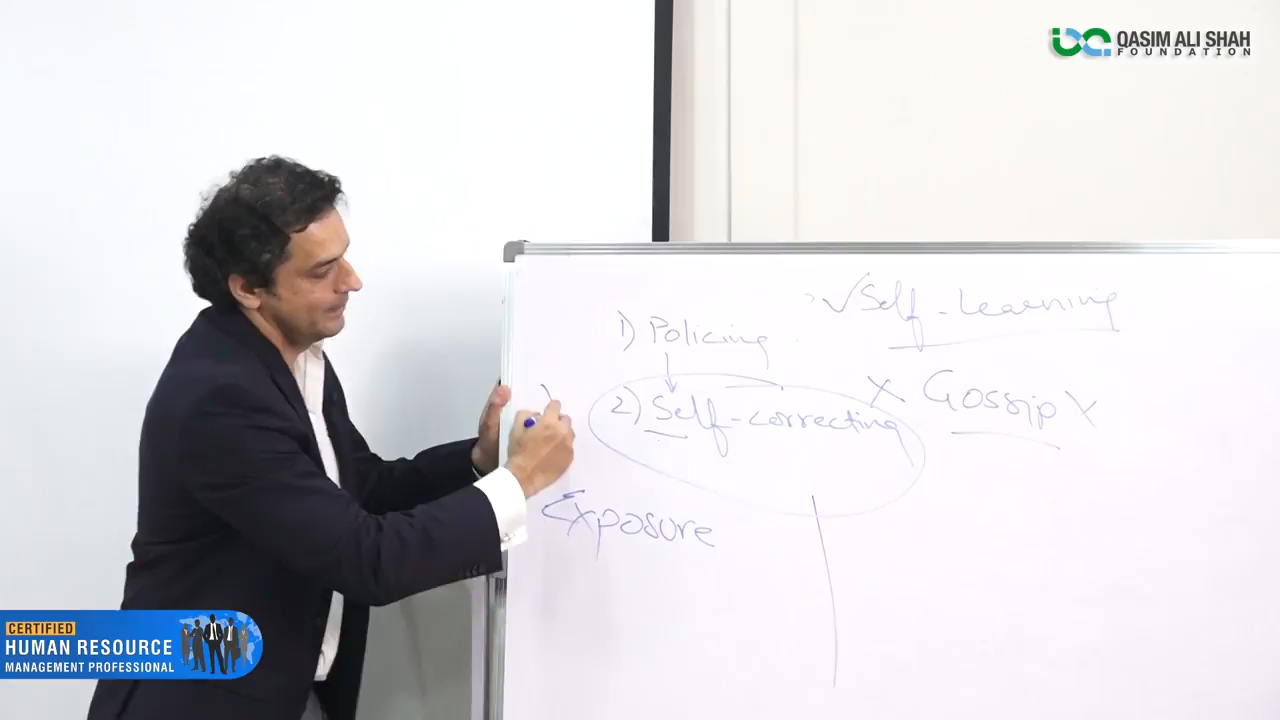 QASIM ALI SHAH
FOUNDATION
✓Self-Learning
1) Policing
2) Self-correcting
X Gossip X
Exposure
CERTIFIED
HUMAN RESOURCE
MANAGEMENT PROFESSIONAL